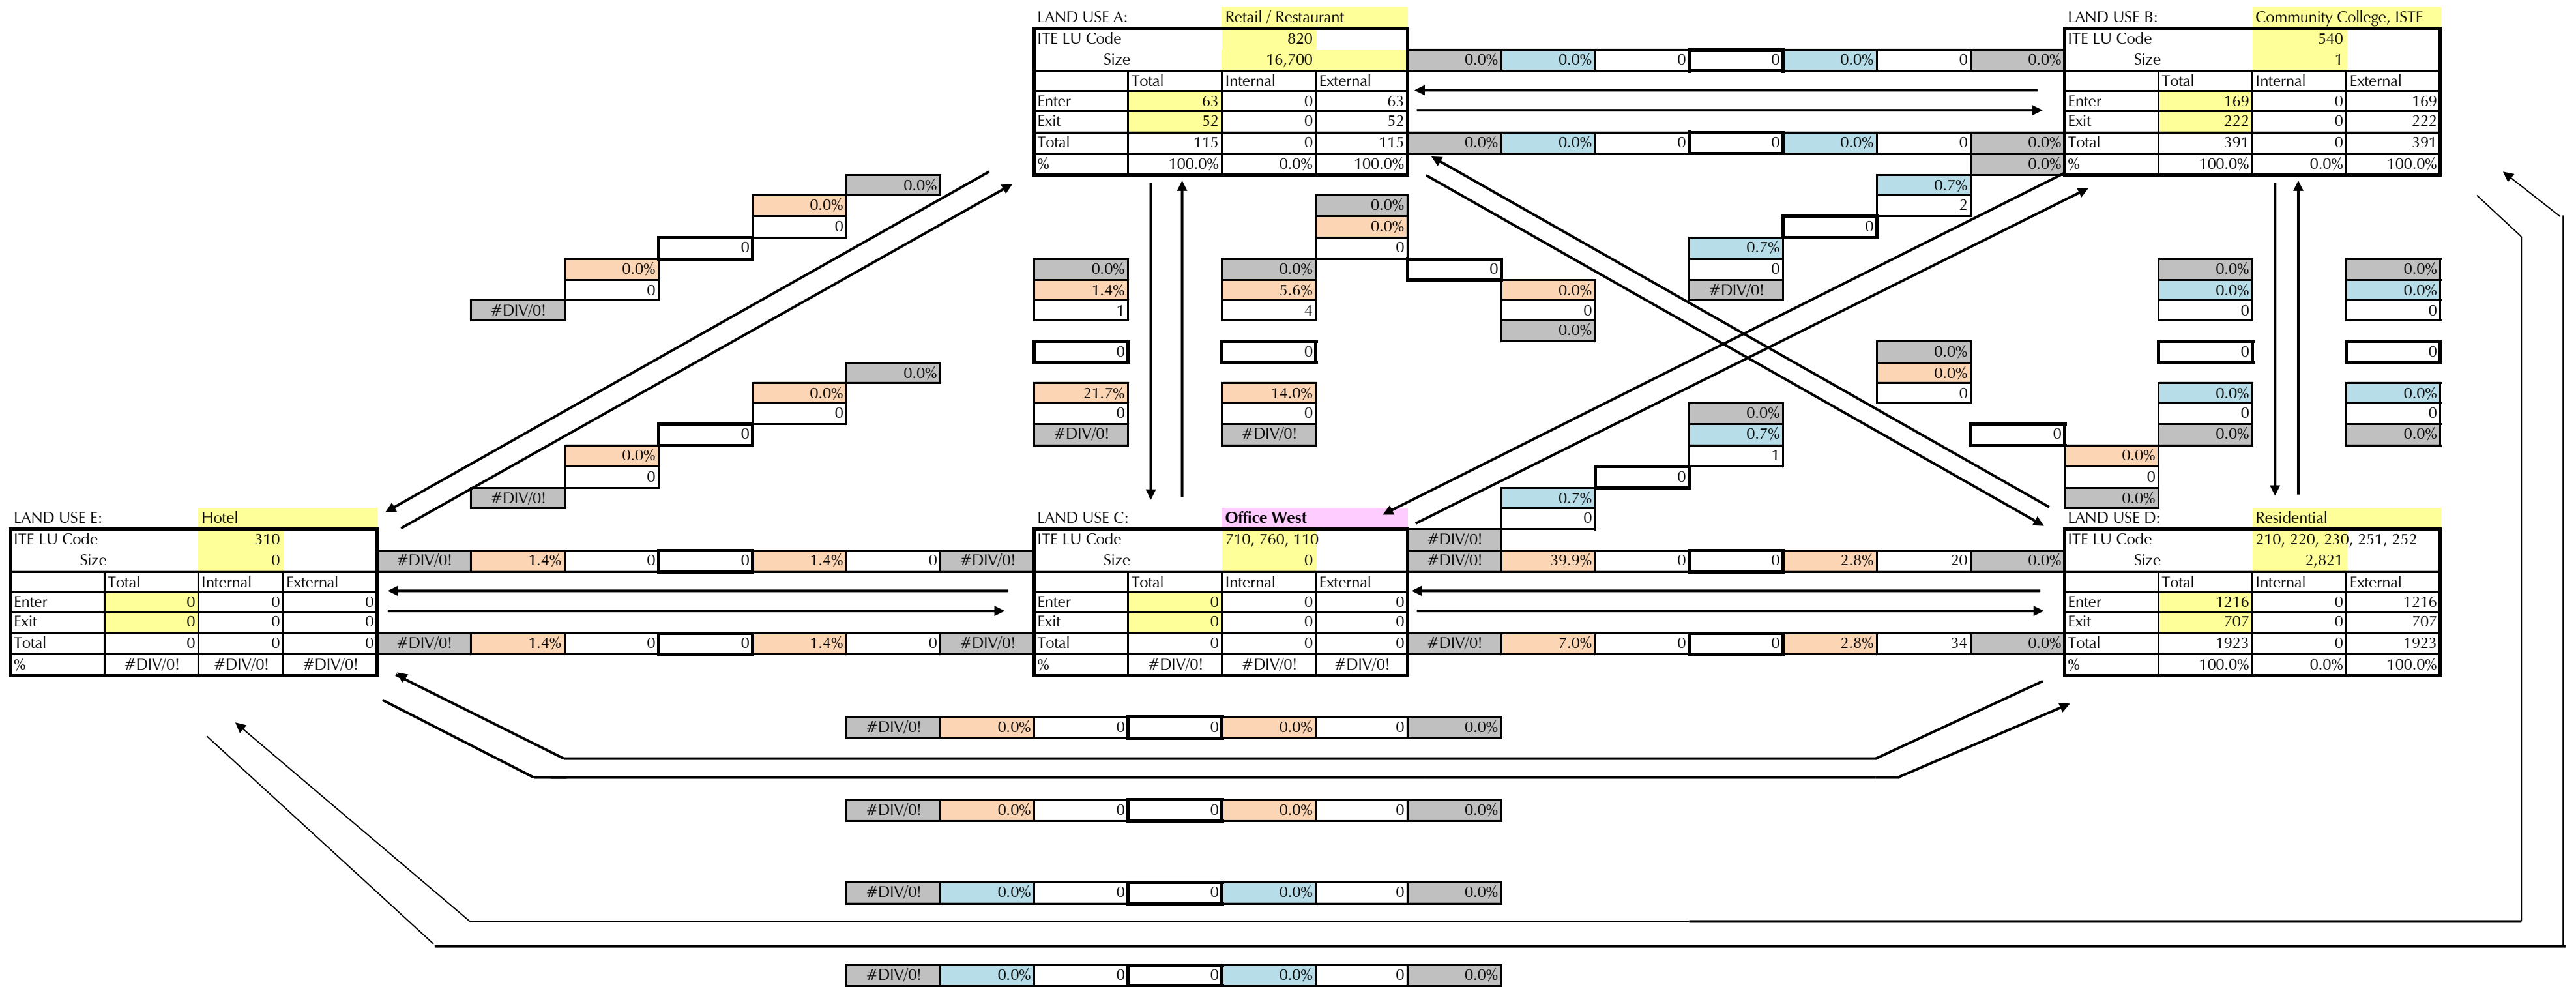 LAND USE A: Retail / Restaurant LAND USE B: Community College, ISTF
ITE LU Code 820 ITE LU Code 540
Size 16,700 0.0% 0.0% 0 0 0.0% 0 0.0% Size 1
Total Internal External Total Internal External
Enter 63 0 63 Enter 169 0 169
Exit 52 0 52 Exit 222 0 222
Total 115 0 115 0.0% 0.0% 0 0 0.0% 0 0.0% Total 391 0 391
% 100.0% 0.0% 100.0% 0.0% % 100.0% 0.0% 100.0%
0.0% 0.7%
0.0% 0.0% 2
0 0.0% 0
0 0 0.7%
0.0% 0.0% 0.0% 0 0 0.0% 0.0%
0 1.4% 5.6% 0.0% #DIV/0! 0.0% 0.0%
#DIV/0! 1 4 0 0 0
0.0%
0 0 0.0% 0 0
0.0% 0.0%
0.0% 21.7% 14.0% 0 0.0% 0.0%
0 0 0 0.0% 0 0
0 #DIV/0! #DIV/0! 0.7% 0 0.0% 0.0%
0.0% 1 0.0%
0 0 0
#DIV/0! 0.7% 0.0%
LAND USE E: Hotel LAND USE C: Office West 0 LAND USE D: Residential
ITE LU Code 310 ITE LU Code 710, 760, 110 #DIV/0! ITE LU Code 210, 220, 230, 251, 252
Size 0 #DIV/0! 1.4% 0 0 1.4% 0 #DIV/0! Size 0 #DIV/0! 39.9% 0 0 2.8% 20 0.0% Size 2,821
Total Internal External Total Internal External Total Internal External
Enter 0 0 0 Enter 0 0 0 Enter 1216 0 1216
Exit 0 0 0 Exit 0 0 0 Exit 707 0 707
Total 0 0 0 #DIV/0! 1.4% 0 0 1.4% 0 #DIV/0! Total 0 0 0 #DIV/0! 7.0% 0 0 2.8% 34 0.0% Total 1923 0 1923
% #DIV/0! #DIV/0! #DIV/0! % #DIV/0! #DIV/0! #DIV/0! % 100.0% 0.0% 100.0%
#DIV/0! 0.0% 0 0 0.0% 0 0.0%
#DIV/0! 0.0% 0 0 0.0% 0 0.0%
#DIV/0! 0.0% 0 0 0.0% 0 0.0%
#DIV/0! 0.0% 0 0 0.0% 0 0.0%